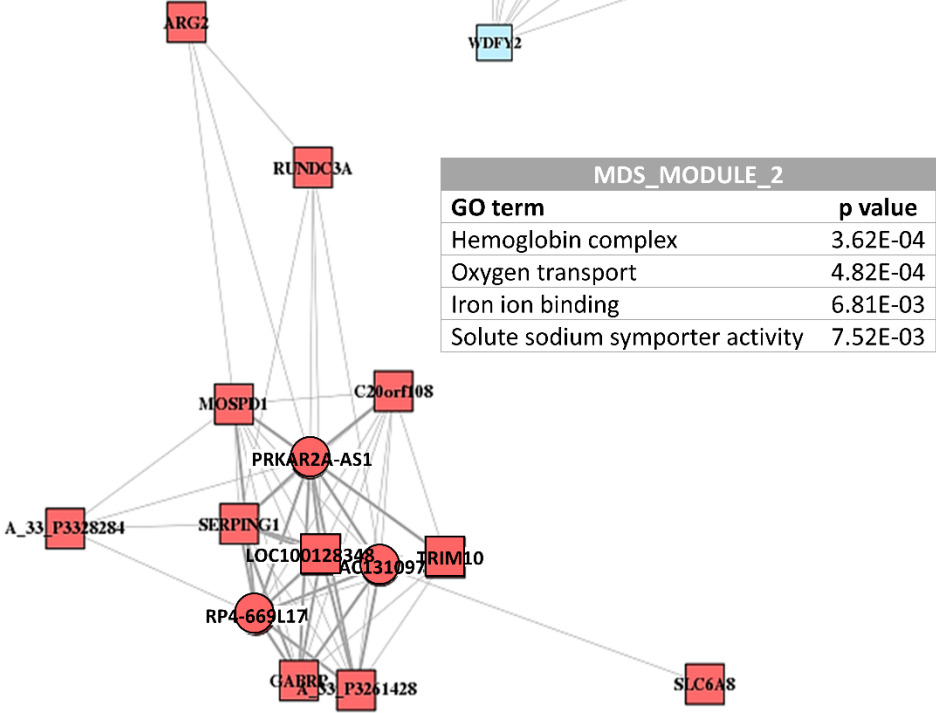 ARG2
WDFY2
RUNDC3A
MDS_MODULE_2
GO term p value
Hemoglobin complex 3.62E-04
Oxygen transport 4.82E-04
Iron ion binding 6.81E-03
Solute sodium symporter activity 7.52E-03
C20orf108
MOSPD1
PRKAR2A-AS1
A_33_P3328284
SERPING1
LOC100128348
TRIM10
AC131097
RP4-669L17
GABRP
A_33_P3261428
SLC6A8